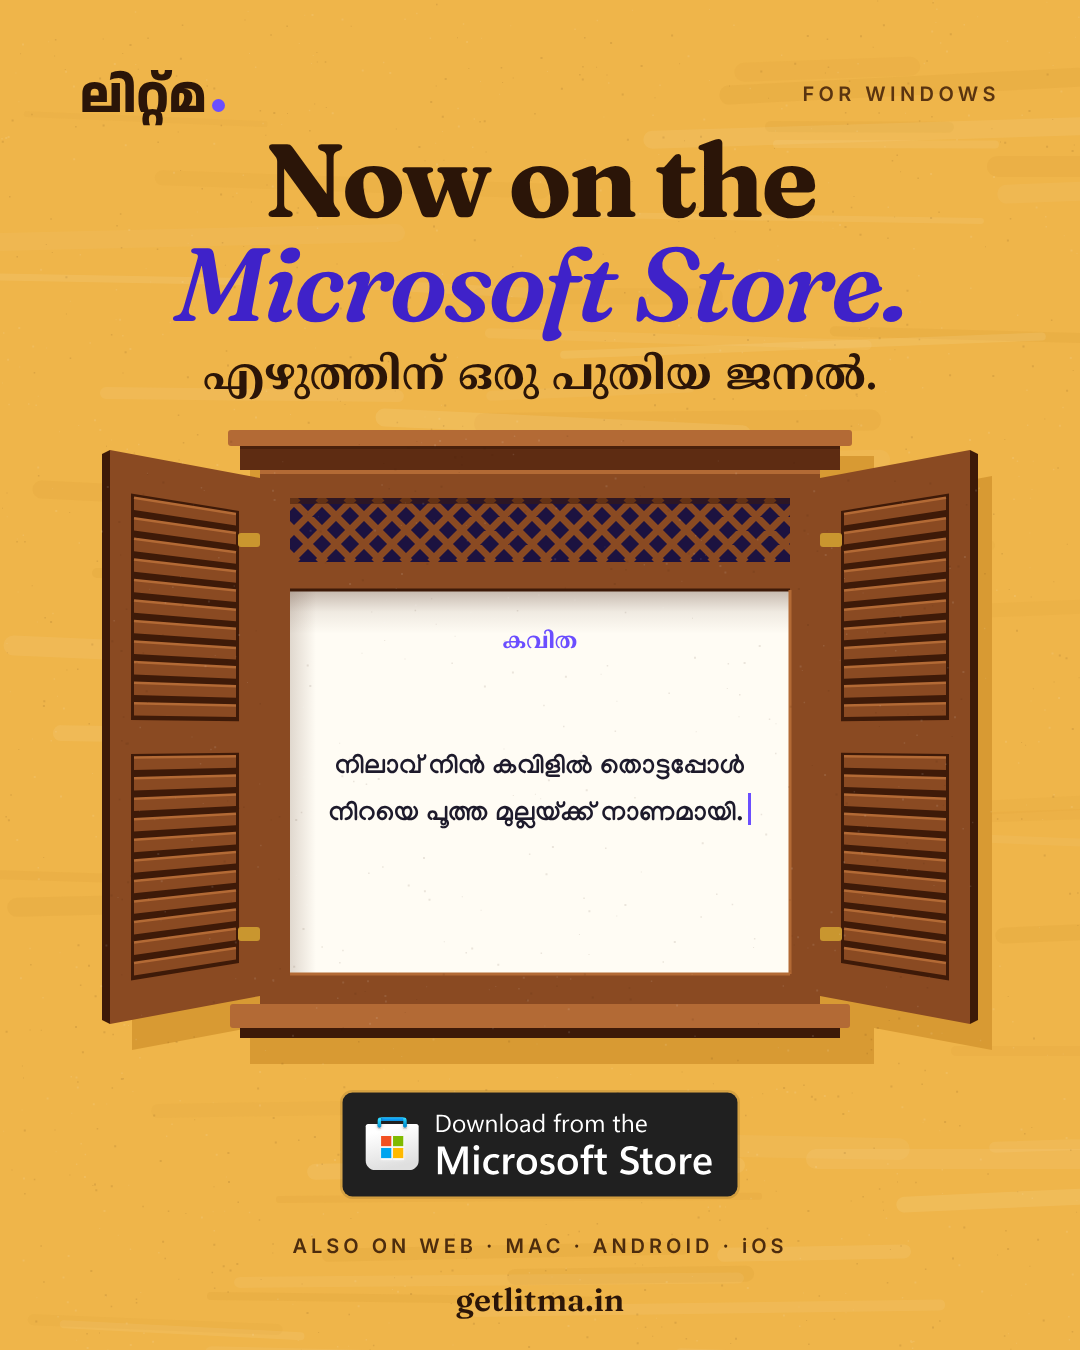 ലിറ്റ്മ.
FOR WINDOWS
Now on the
Microsoft Store.
എഴുത്തിന് ഒരു പുതിയ ജനൽ.
കവിത
നിലാവ് നിൻ കവിളിൽ തൊട്ടപ്പോൾ
നിറയെ പൂത്ത മുല്ലയ്ക്ക് നാണമായി.
Download from the
Microsoft Store
ALSO ON WEB · MAC · ANDROID · iOS
getlitma.in